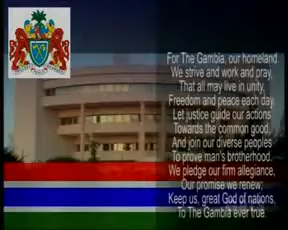 For The Gambia, our homeland
We strive and work and pray,
That all may live in unity,
Freedom and peace each day.
Let justice guide our actions
Towards the common good,
And join our diverse peoples
To prove man's brotherhood.
We pledge our firm allegiance,
Our promise we renew;
Keep us, great God of nations,
To The Gambia ever true.